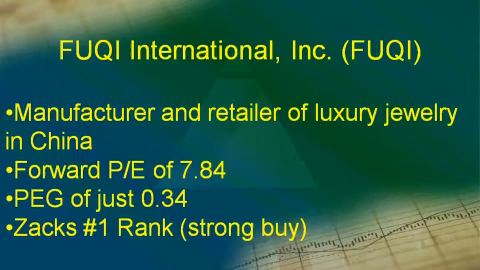 FUQI International, Inc. (FUQI)
•Manufacturer and retailer of luxury jewelry
in China
•Forward P/E of 7.84
•PEG of just 0.34
•Zacks #1 Rank (strong buy)